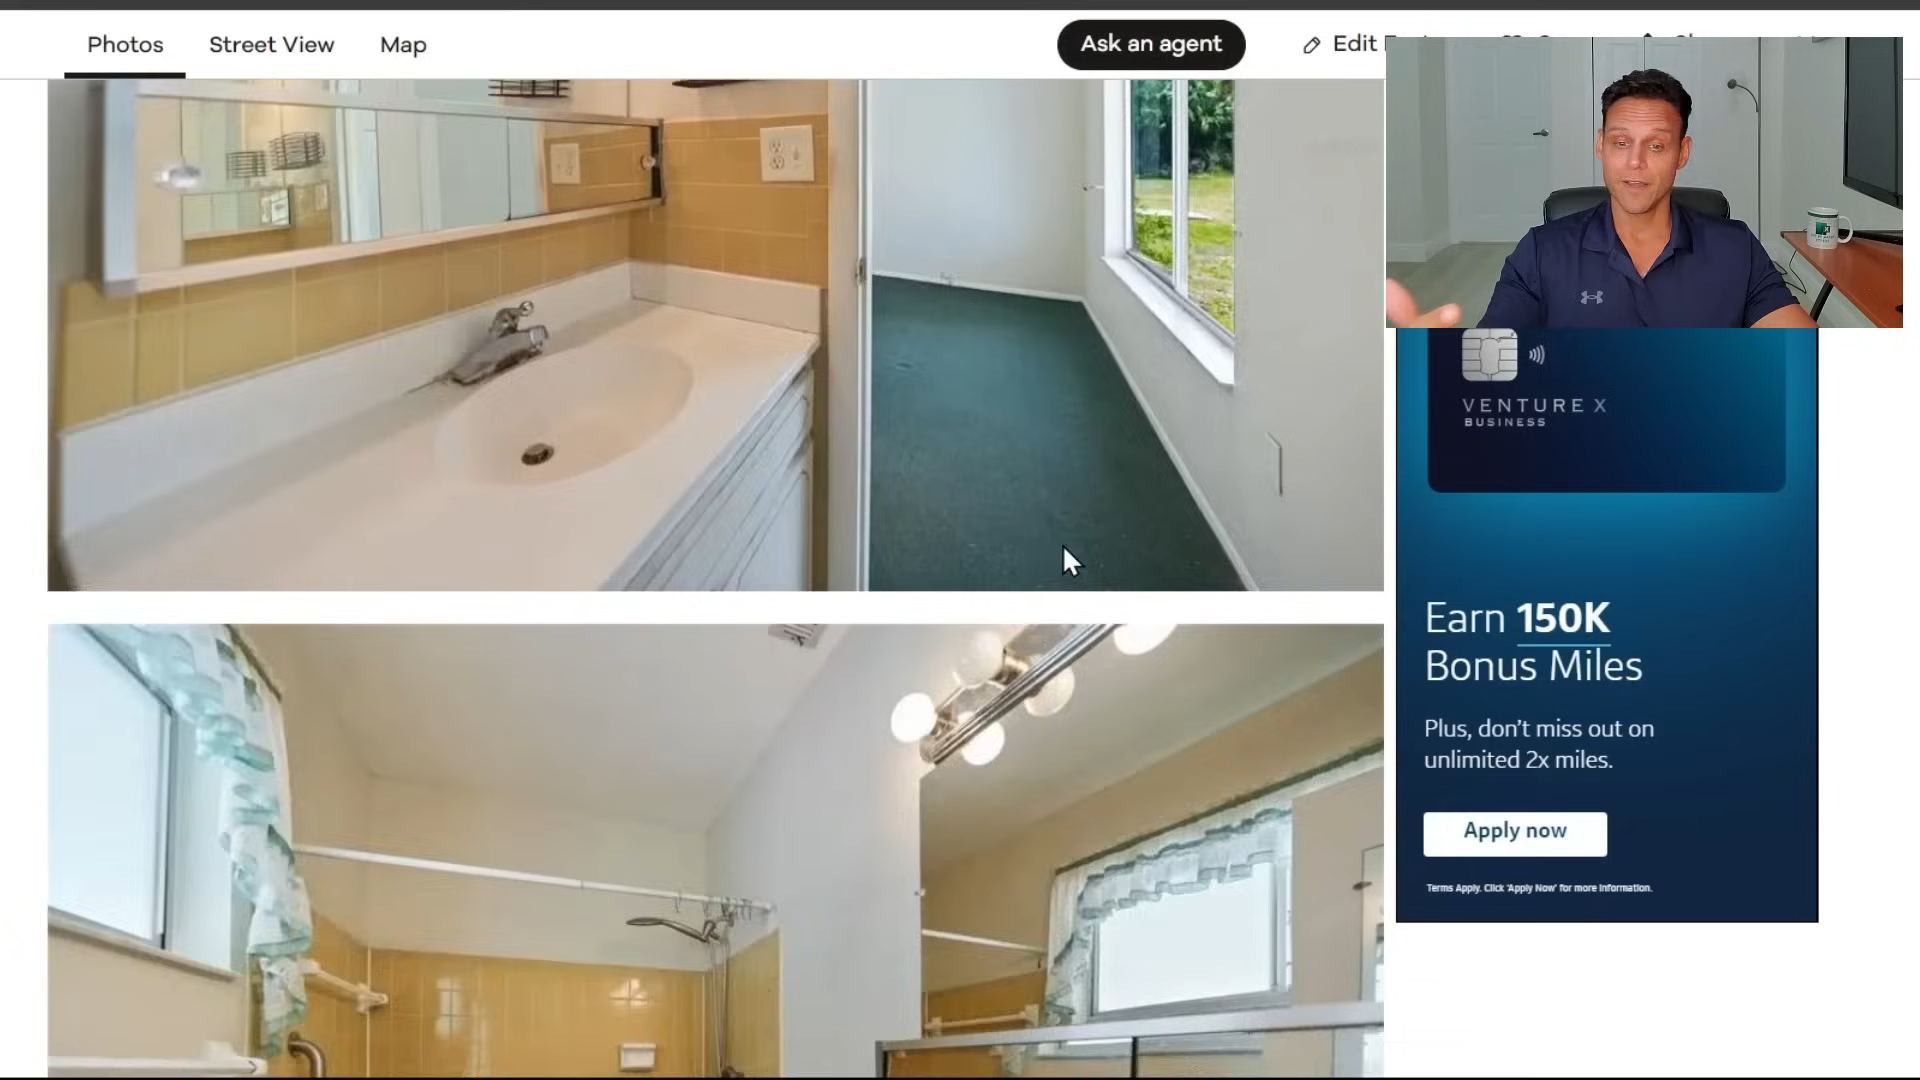 Photos
Street View
Map
Ask an agent
Edit
VENTURE X
BUSINESS
Earn 150K
Bonus Miles
Plus, don't miss out on
unlimited 2x miles.
Apply now
Terms Apply. Click 'Apply Now' for more information.